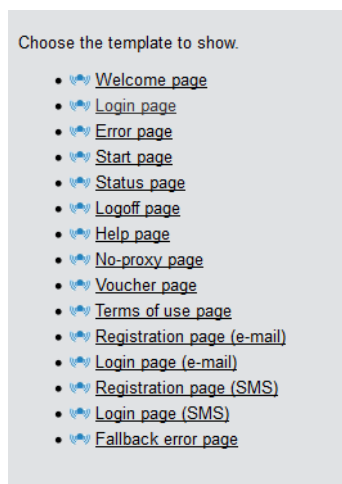 Choose the template to show.
Welcome page
Login page
Error page
Start page
Status page
Logoff page
Help page
No-proxy page
Voucher page
Terms of use page
Registration page (e-mail)
Login page (e-mail)
Registration page (SMS)
Login page (SMS)
Fallback error page